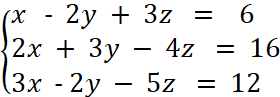 x - 2y + 3z = 6
2x + 3y − 4z = 16
3x - 2y − 5z = 12